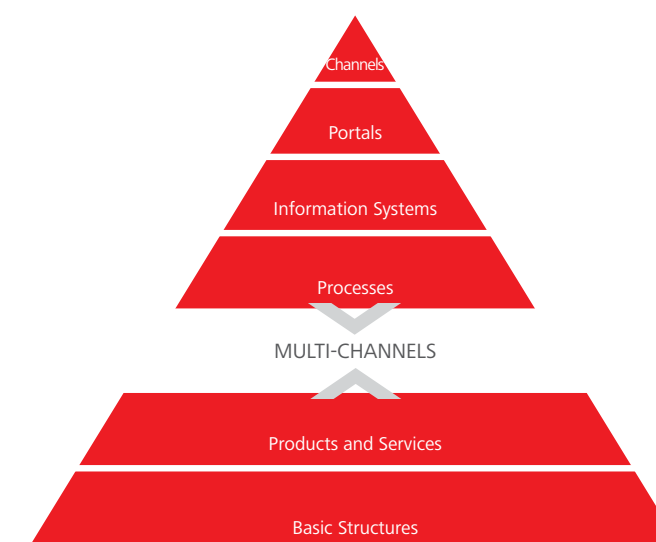 Channels
Portals
Information Systems
Processes
MULTI-CHANNELS
Products and Services
Basic Structures